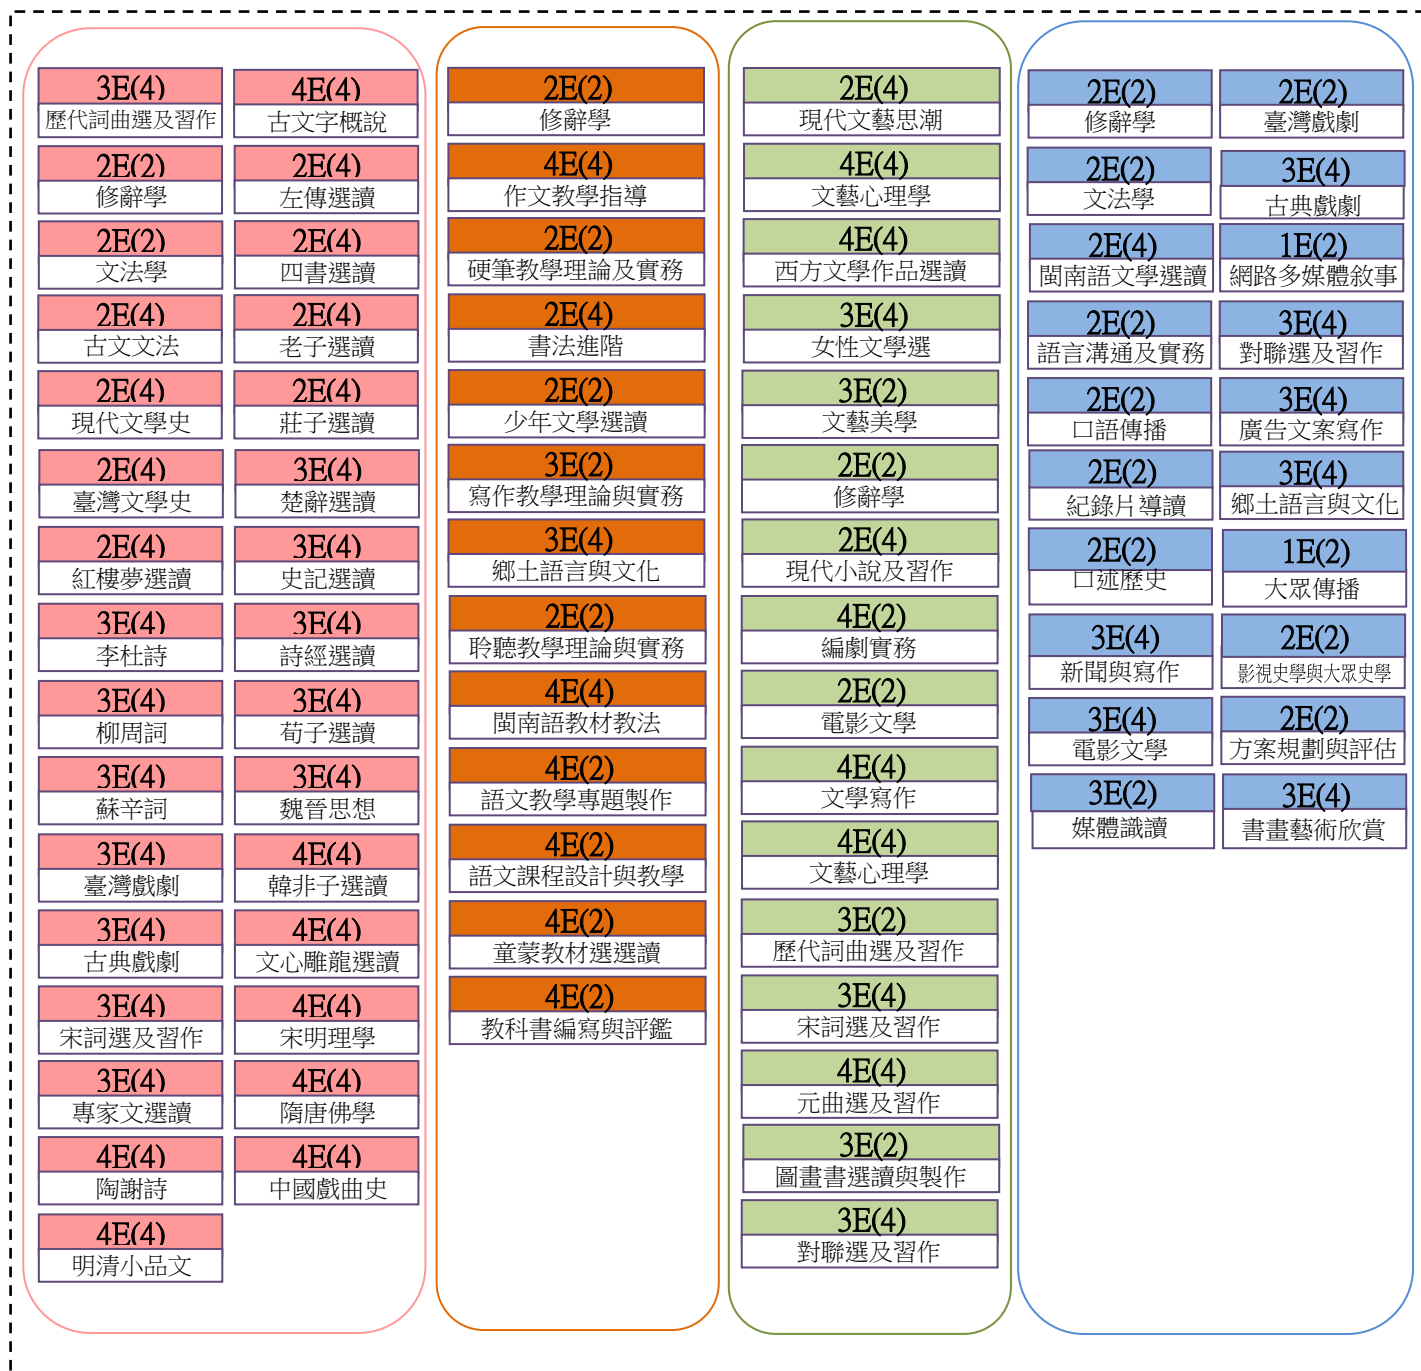 3E(4)
歷代詞曲選及習作
2E(2)
修辭學
2E(2)
文法學
2E(4)
古文文法
2E(4)
現代文學史
2E(4)
臺灣文學史
2E(4)
紅樓夢選讀
3E(4)
李杜詩
3E(4)
柳周詞
3E(4)
蘇辛詞
3E(4)
臺灣戲劇
3E(4)
古典戲劇
3E(4)
宋詞選及習作
3E(4)
專家文選讀
4E(4)
陶謝詩
4E(4)
明清小品文
4E(4)
古文字概說
2E(4)
左傳選讀
2E(4)
四書選讀
2E(4)
老子選讀
2E(4)
莊子選讀
3E(4)
楚辭選讀
3E(4)
史記選讀
3E(4)
詩經選讀
3E(4)
荀子選讀
3E(4)
魏晉思想
4E(4)
韓非子選讀
4E(4)
文心雕龍選讀
4E(4)
宋明理學
4E(4)
隋唐佛學
4E(4)
中國戲曲史
2E(2)
修辭學
4E(4)
作文教學指導
2E(2)
硬筆教學理論及實務
2E(4)
書法進階
2E(2)
少年文學選讀
3E(2)
寫作教學理論與實務
3E(4)
鄉土語言與文化
2E(2)
聆聽教學理論與實務
4E(4)
閩南語教材教法
4E(2)
語文教學專題製作
4E(2)
語文課程設計與教學
4E(2)
童蒙教材選選讀
4E(2)
教科書編寫與評鑑
2E(4)
現代文藝思潮
4E(4)
文藝心理學
4E(4)
西方文學作品選讀
3E(4)
女性文學選
3E(2)
文藝美學
2E(2)
修辭學
2E(4)
現代小說及習作
4E(2)
編劇實務
2E(2)
電影文學
4E(4)
文學寫作
4E(4)
文藝心理學
3E(2)
歷代詞曲選及習作
3E(4)
宋詞選及習作
4E(4)
元曲選及習作
3E(2)
圖畫書選讀與製作
3E(4)
對聯選及習作
2E(2)
修辭學
2E(2)
文法學
2E(4)
閩南語文學選讀
2E(2)
語言溝通及實務
2E(2)
口語傳播
2E(2)
紀錄片導讀
2E(2)
口述歷史
3E(4)
新聞與寫作
3E(4)
電影文學
3E(2)
媒體識讀
2E(2)
臺灣戲劇
3E(4)
古典戲劇
1E(2)
網路多媒體敘事
3E(4)
對聯選及習作
3E(4)
廣告文案寫作
3E(4)
鄉土語言與文化
1E(2)
大眾傳播
2E(2)
影視史學與大眾史學
2E(2)
方案規劃與評估
3E(4)
書畫藝術欣賞